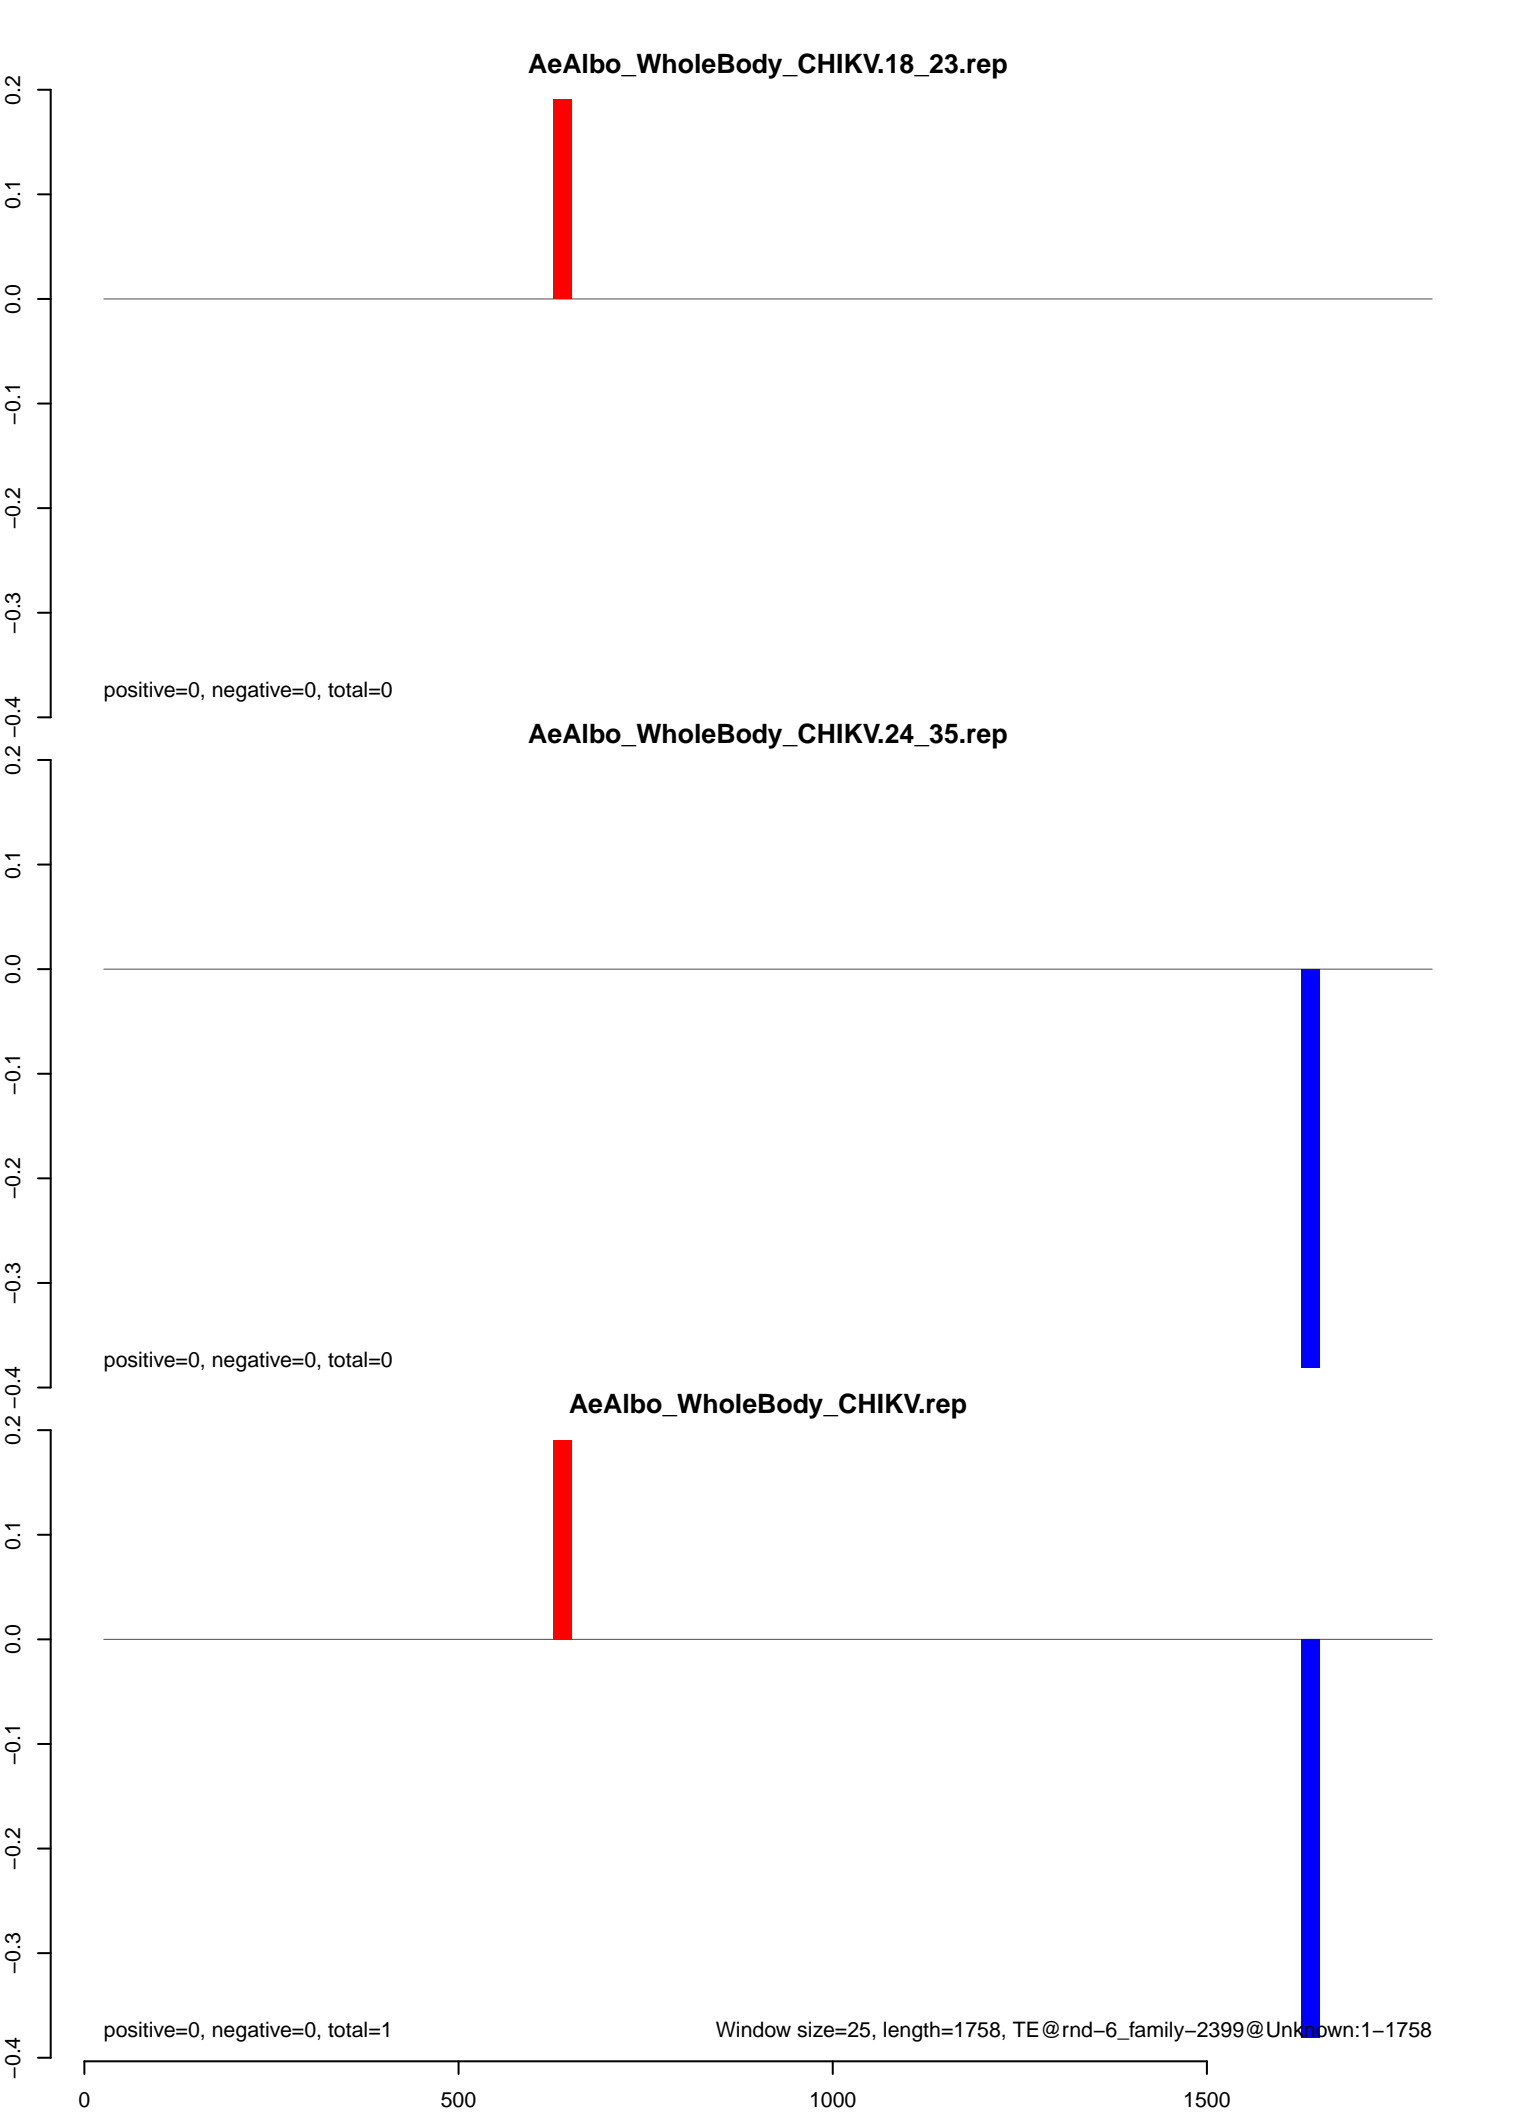 AeAlbo_WholeBody_CHIKV.18_23.rep
0.2
0.1
0.0
−0.1
−0.2
−0.3
−0.4
positive=0, negative=0, total=0
AeAlbo_WholeBody_CHIKV.24_35.rep
0.2
0.1
0.0
−0.1
−0.2
−0.3
−0.4
positive=0, negative=0, total=0
AeAlbo_WholeBody_CHIKV.rep
0.2
0.1
0.0
−0.1
−0.2
−0.3
−0.4
positive=0, negative=0, total=1
Window size=25, length=1758, TE@rnd−6_family−2399@Unknown:1−1758
0 500 1000 1500